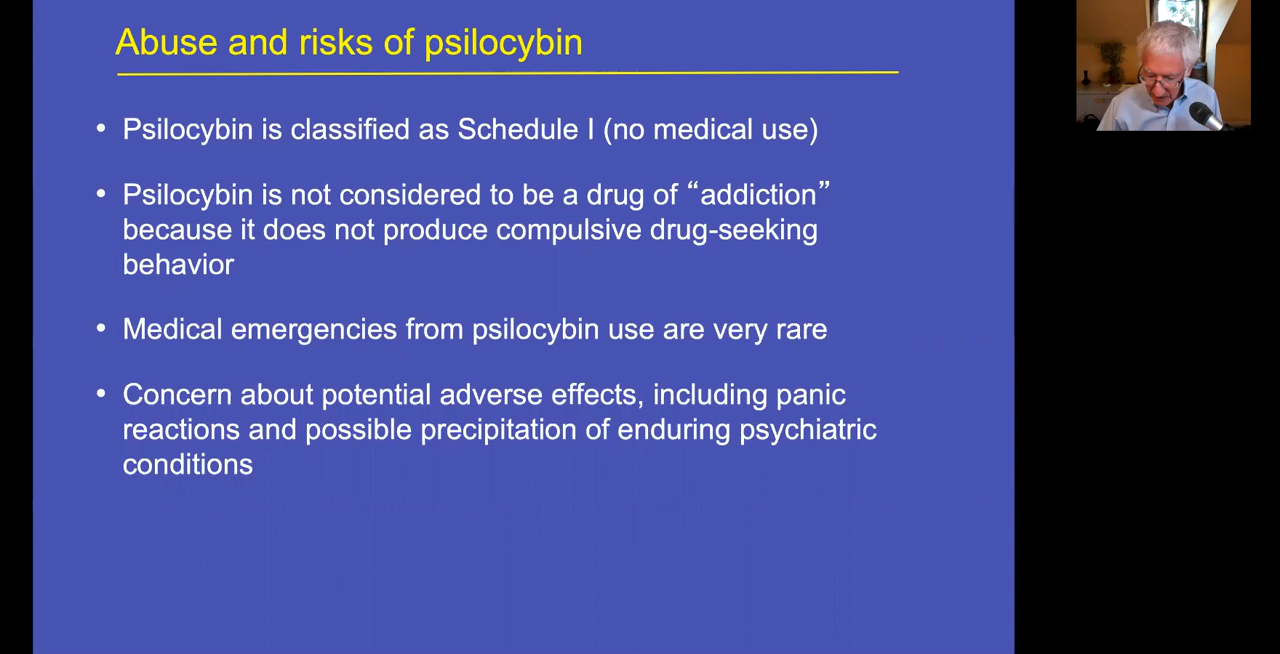 Abuse and risks of psilocybin
• Psilocybin is classified as Schedule I (no medical use)
• Psilocybin is not considered to be a drug of “addiction”
because it does not produce compulsive drug-seeking
behavior
• Medical emergencies from psilocybin use are very rare
• Concern about potential adverse effects, including panic
reactions and possible precipitation of enduring psychiatric
conditions